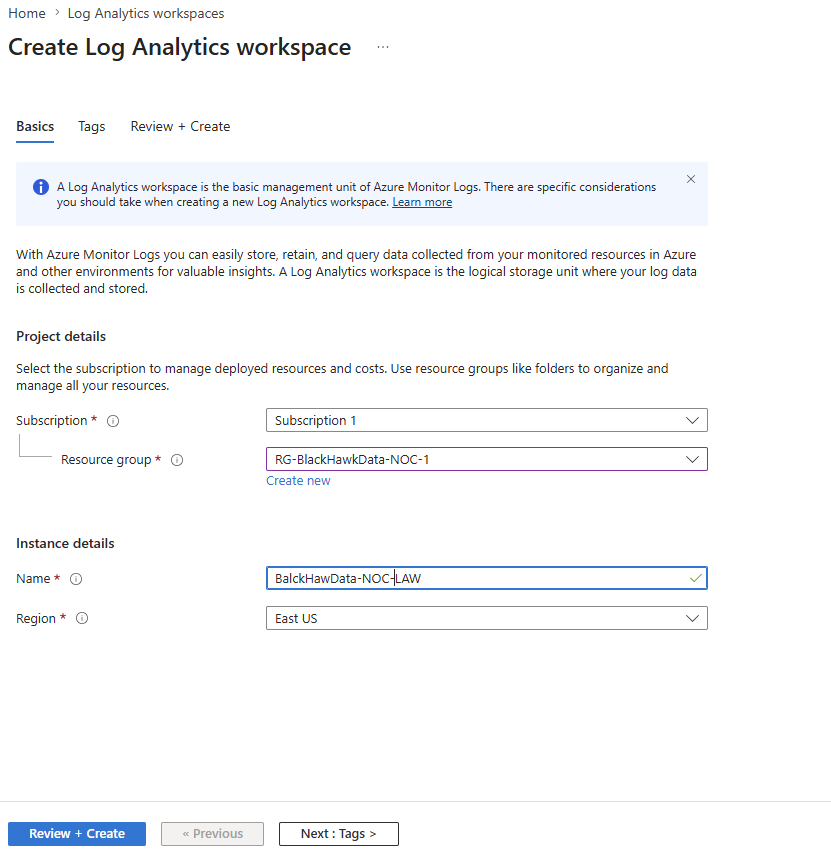 Home > Log Analytics workspaces
Create Log Analytics workspace ...
Basics Tags Review + Create
A Log Analytics workspace is the basic management unit of Azure Monitor Logs. There are specific considerations
you should take when creating a new Log Analytics workspace. Learn more
With Azure Monitor Logs you can easily store, retain, and query data collected from your monitored resources in Azure
and other environments for valuable insights. A Log Analytics workspace is the logical storage unit where your log data
is collected and stored.
Project details
Select the subscription to manage deployed resources and costs. Use resource groups like folders to organize and
manage all your resources.
Subscription * Subscription 1
Resource group * RG-BlackHawkData-NOC-1
Create new
Instance details
Name * BalckHawData-NOC-LAW
Region * East US
Review + Create « Previous Next : Tags >